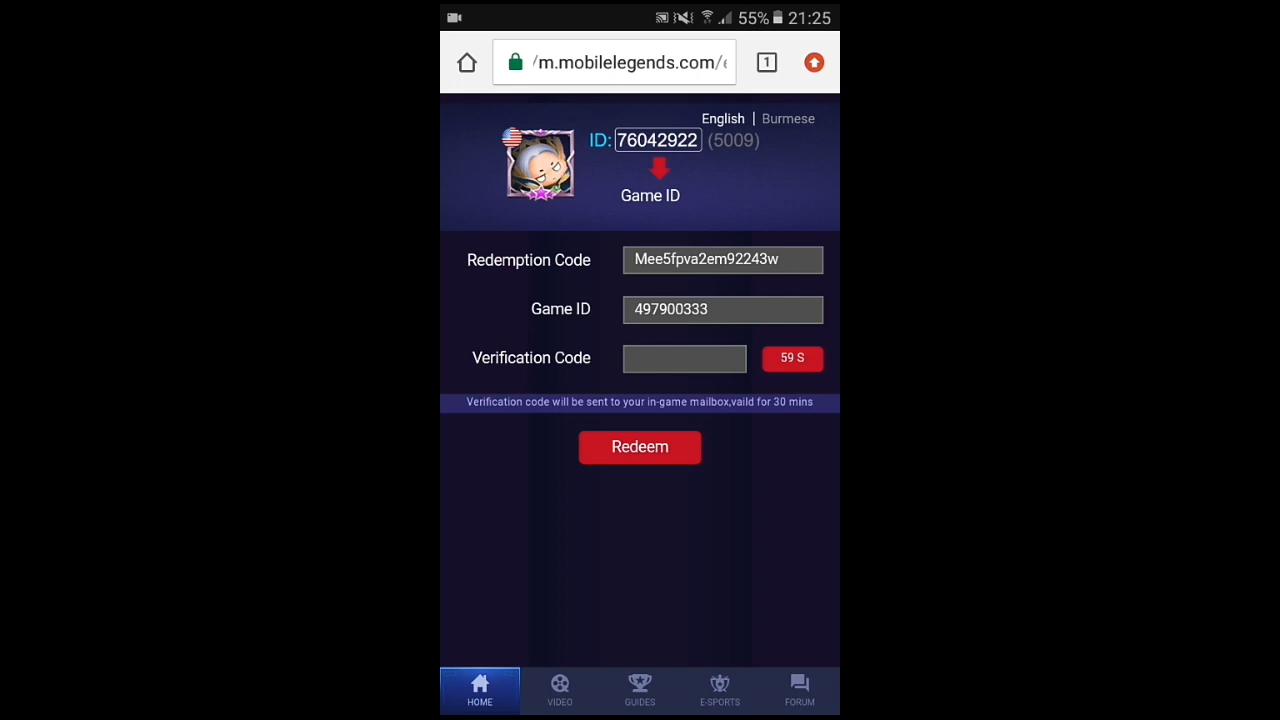 55% 21:25
/m.mobilelegends.com/e
1
English | Burmese
ID: 76042922 (5009)
Game ID
Redemption Code Mee5fpva2em92243w
Game ID 497900333
Verification Code 59 S
Verification code will be sent to your in-game mailbox,vaild for 30 mins
Redeem
HOME VIDEO GUIDES E-SPORTS FORUM